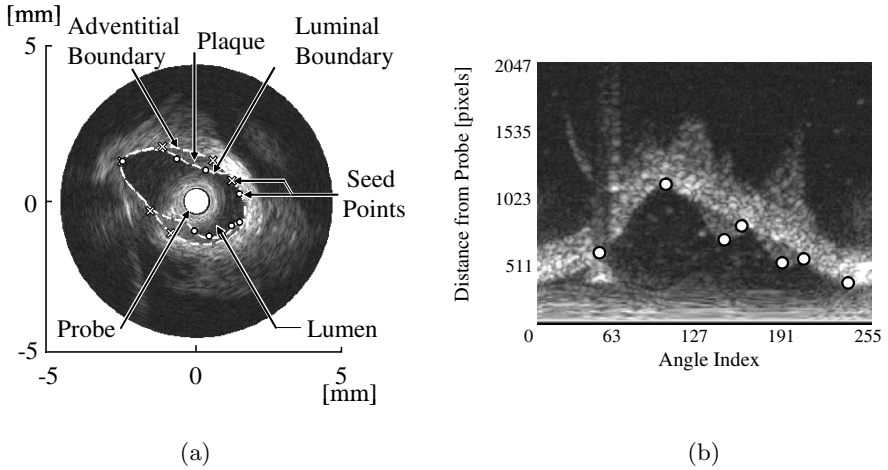 [mm]
Adventitial
Boundary
Plaque
Luminal
Boundary
5
0
-5
Seed
Points
Probe
Lumen
-5
0
5
[mm]
(a)
Distance from Probe [pixels]
2047
1535
1023
511
0
63
127
191
255
Angle Index
(b)